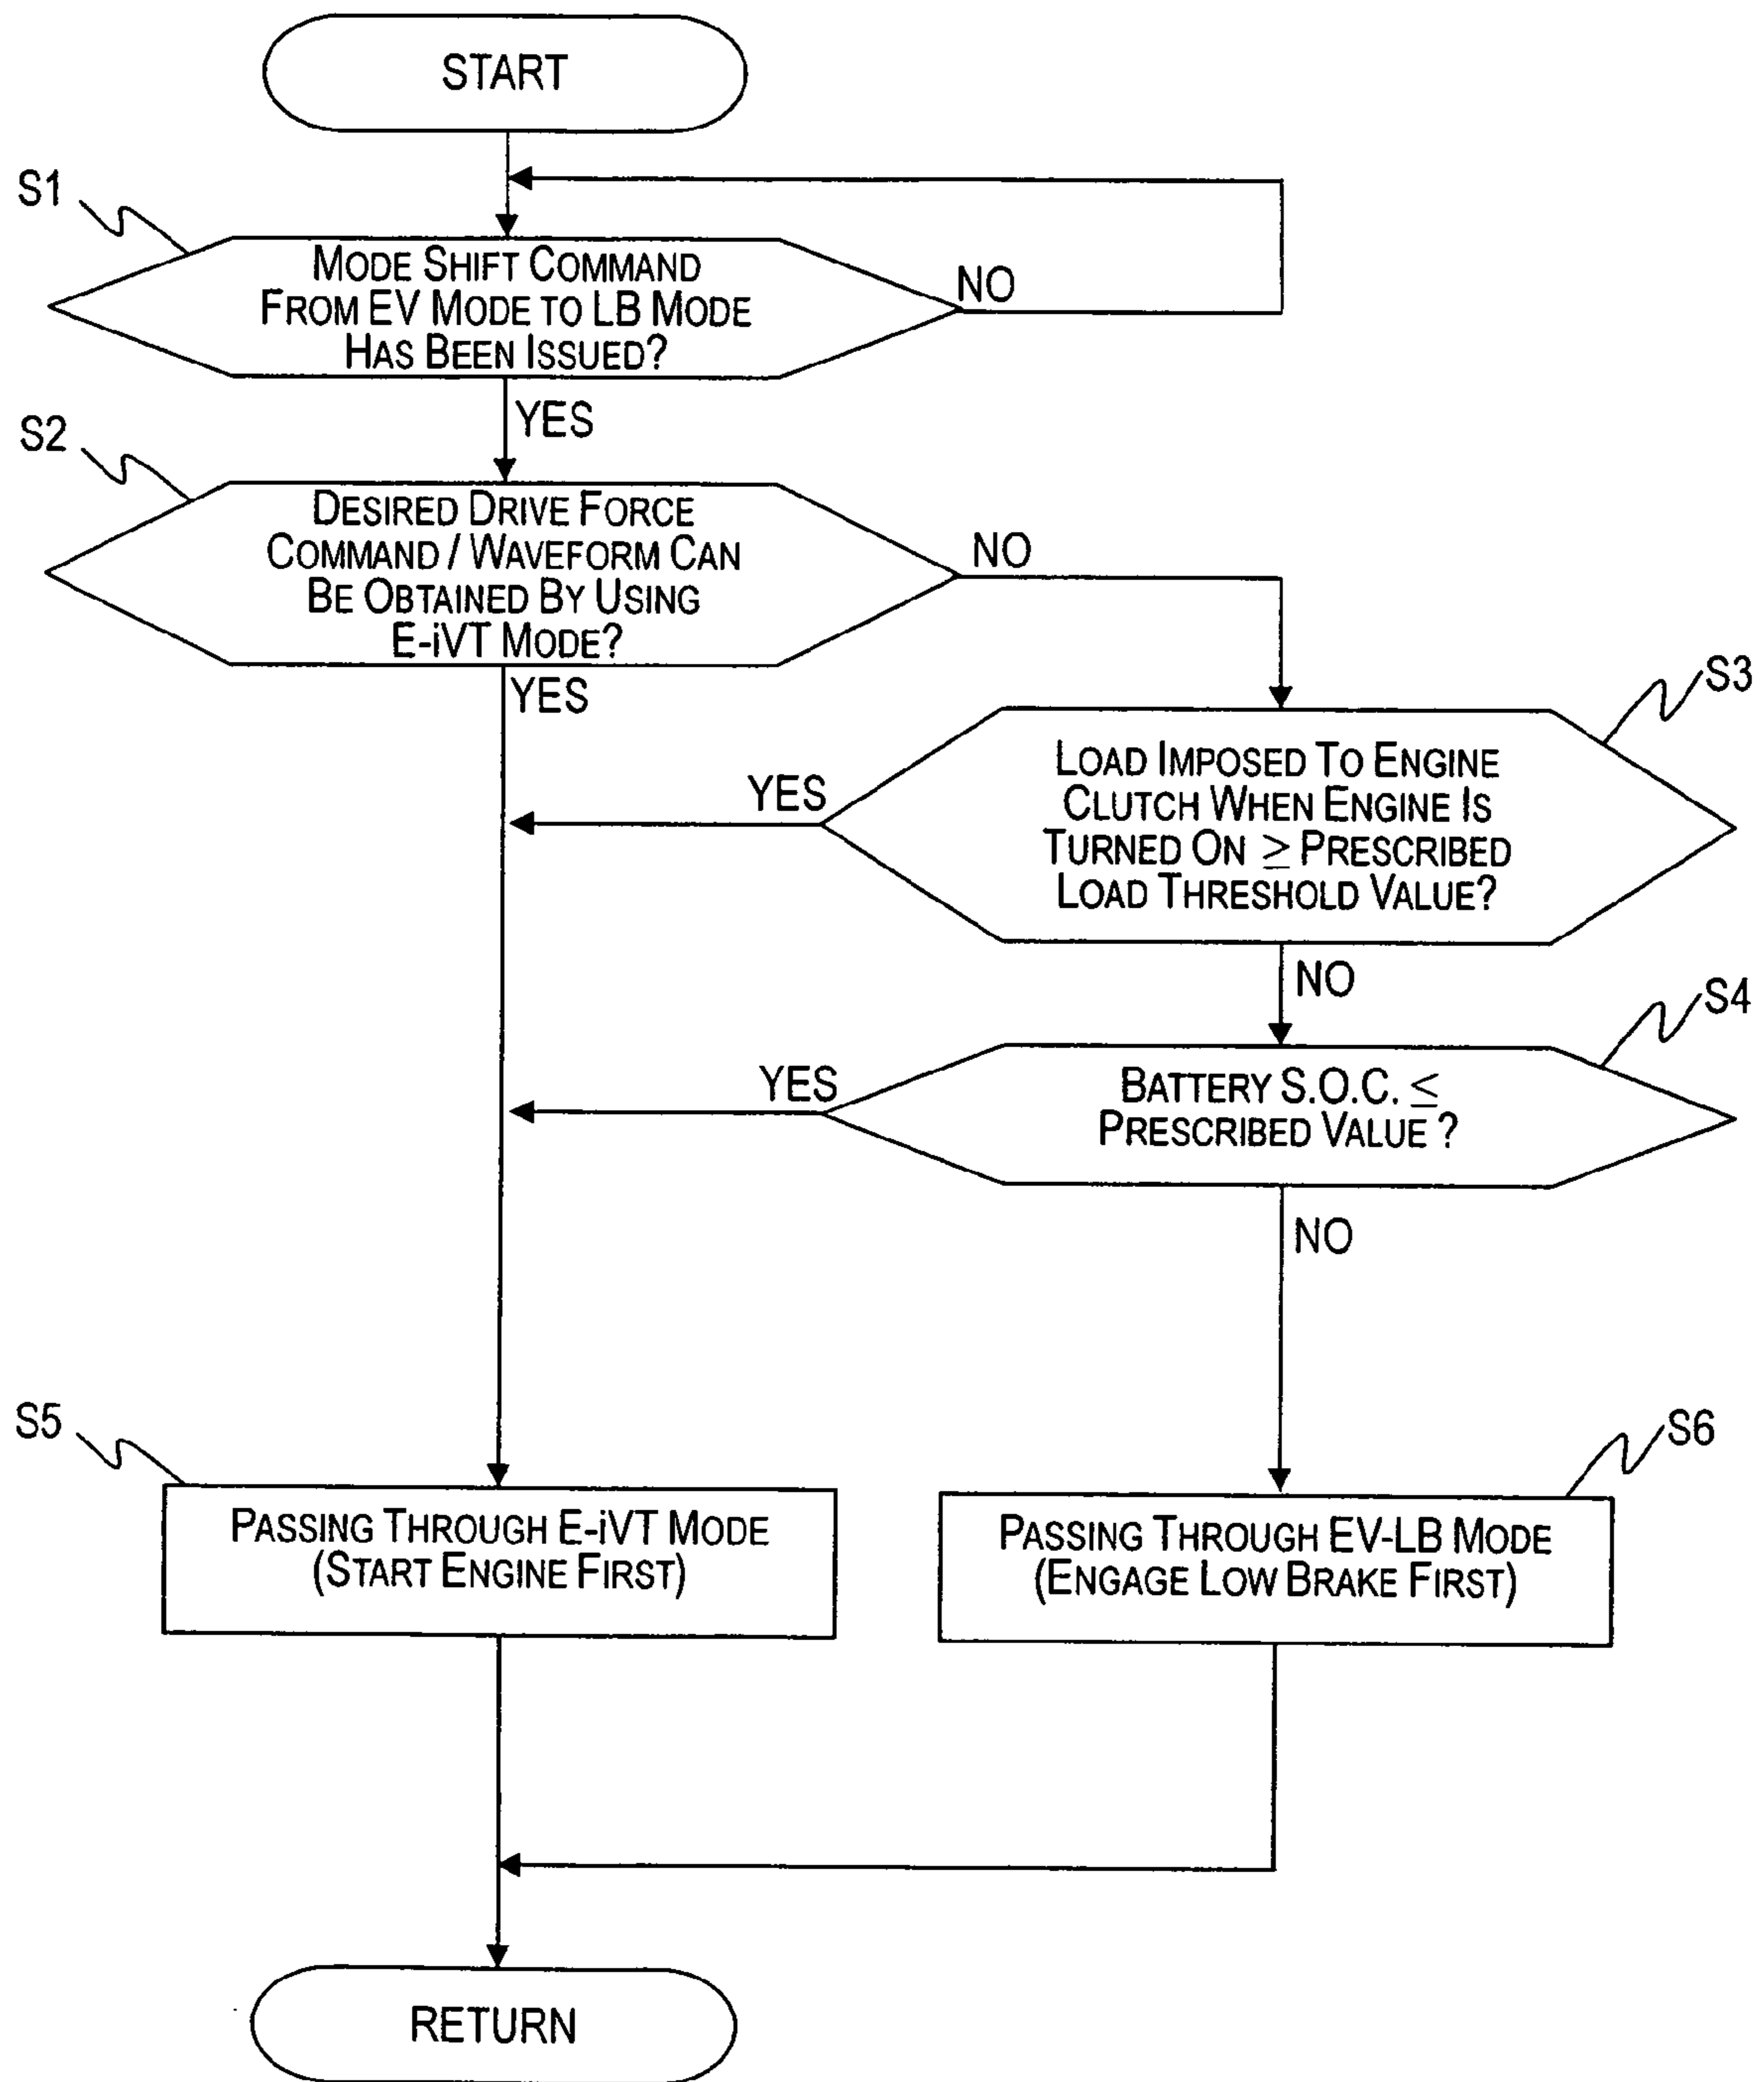 START
S1
MODE SHIFT COMMAND
FROM EV MODE TO LB MODE
HAS BEEN ISSUED?
NO
YES
S2
DESIRED DRIVE FORCE
COMMAND / WAVEFORM CAN
BE OBTAINED BY USING
E-iVT MODE?
NO
YES
S3
LOAD IMPOSED TO ENGINE
CLUTCH WHEN ENGINE IS
TURNED ON ≥ PRESCRIBED
LOAD THRESHOLD VALUE?
YES
NO
S4
BATTERY S.O.C. ≤
PRESCRIBED VALUE ?
YES
NO
S5
PASSING THROUGH E-iVT MODE
(START ENGINE FIRST)
S6
PASSING THROUGH EV-LB MODE
(ENGAGE LOW BRAKE FIRST)
RETURN